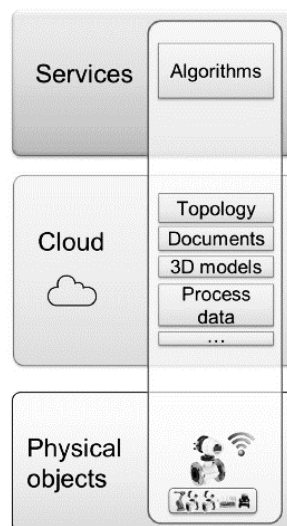 Services
Algorithms
Cloud
Topology
Documents
3D models
Process
data
...
Physical
objects